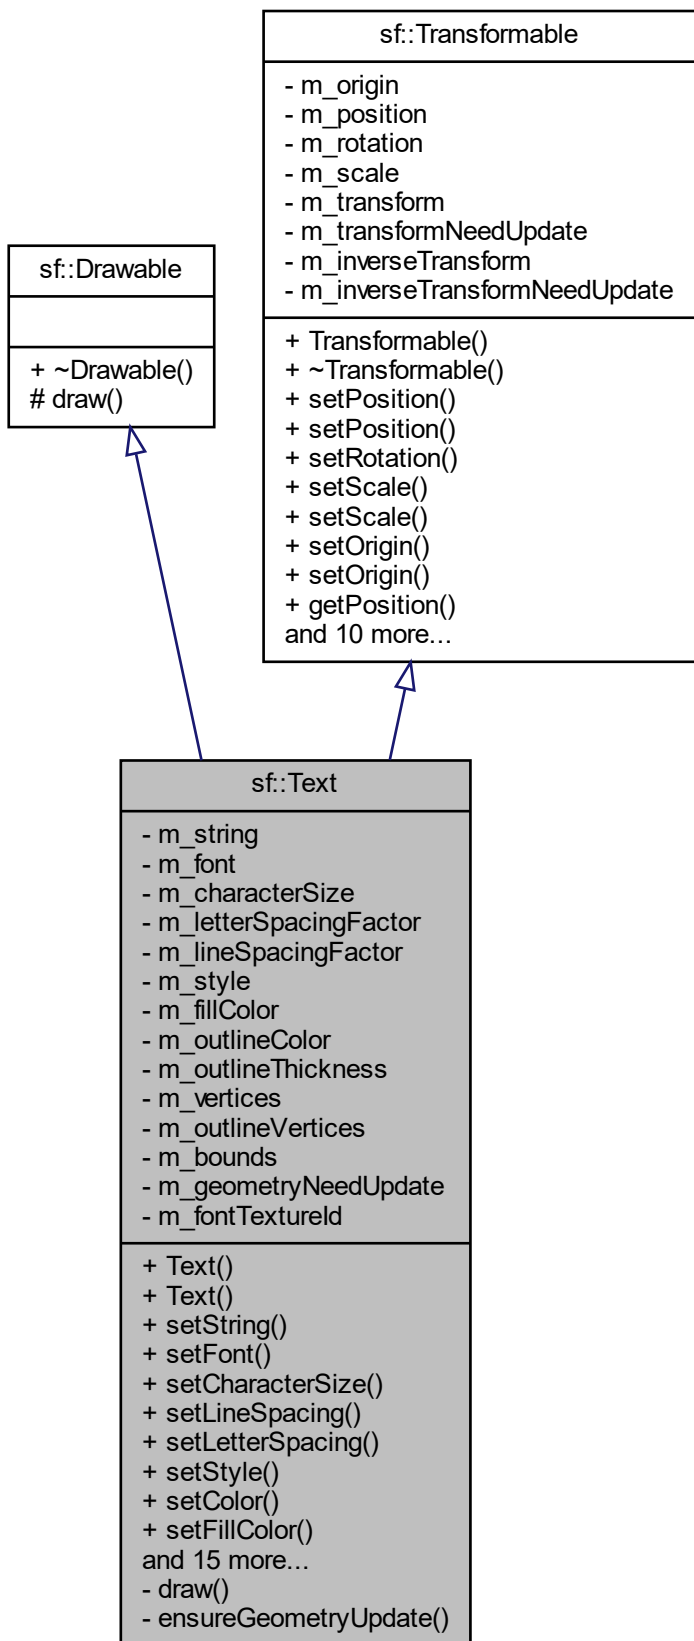 sf::Transformable
- m_origin
- m_position
- m_rotation
- m_scale
- m_transform
- m_transformNeedUpdate
- m_inverseTransform
- m_inverseTransformNeedUpdate
+ Transformable()
+ ~Transformable()
+ setPosition()
+ setPosition()
+ setRotation()
+ setScale()
+ setScale()
+ setOrigin()
+ setOrigin()
+ getPosition()
and 10 more...
sf::Drawable
+ ~Drawable()
# draw()
sf::Text
- m_string
- m_font
- m_characterSize
- m_letterSpacingFactor
- m_lineSpacingFactor
- m_style
- m_fillColor
- m_outlineColor
- m_outlineThickness
- m_vertices
- m_outlineVertices
- m_bounds
- m_geometryNeedUpdate
- m_fontTextureId
+ Text()
+ Text()
+ setString()
+ setFont()
+ setCharacterSize()
+ setLineSpacing()
+ setLetterSpacing()
+ setStyle()
+ setColor()
+ setFillColor()
and 15 more...
- draw()
- ensureGeometryUpdate()